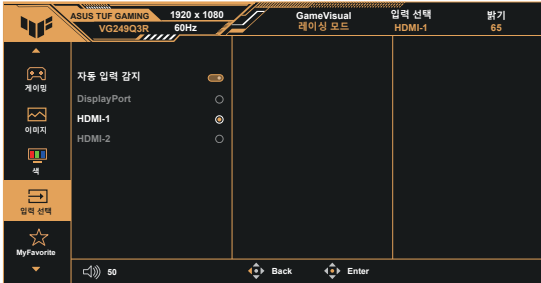 ASUS TUF GAMING 1920 x 1080 GameVisual 입력 선택 밝기
VG249Q3R 60Hz 레이싱 모드 HDMI-1 65
게이밍
이미지
색
입력 선택
MyFavorite
자동 입력 감지
DisplayPort
HDMI-1
HDMI-2
50 Back Enter